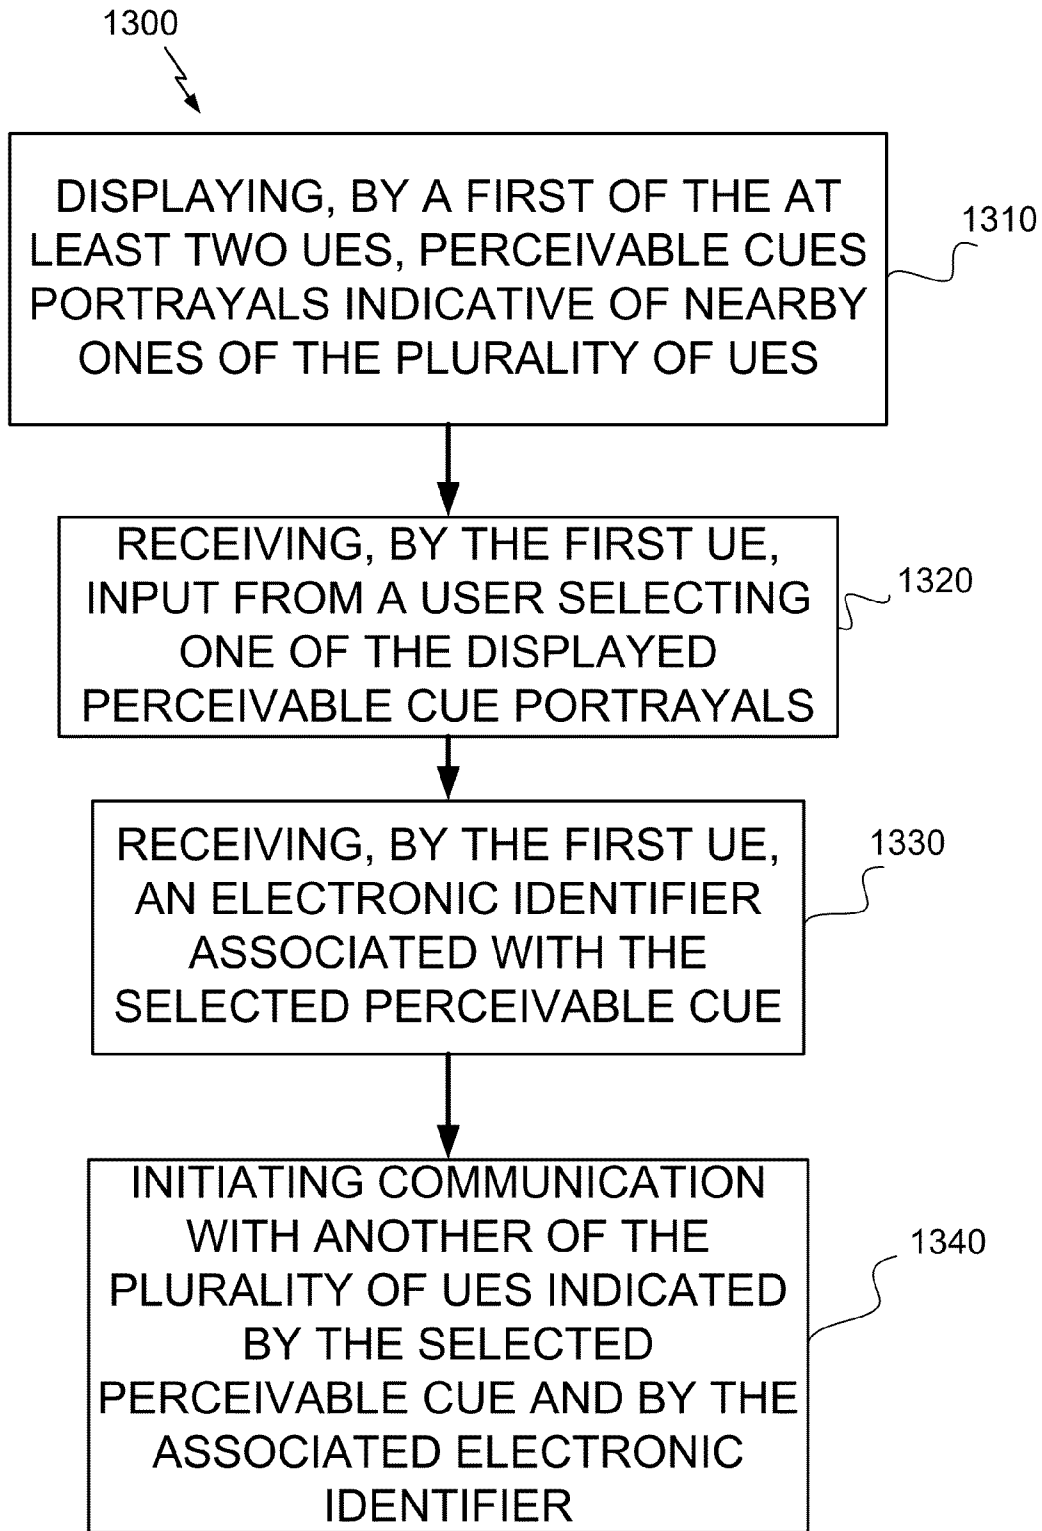 1300
DISPLAYING, BY A FIRST OF THE AT
LEAST TWO UES, PERCEIVABLE CUES
PORTRAYALS INDICATIVE OF NEARBY
ONES OF THE PLURALITY OF UES
1310
RECEIVING, BY THE FIRST UE,
INPUT FROM A USER SELECTING
ONE OF THE DISPLAYED
PERCEIVABLE CUE PORTRAYALS
1320
RECEIVING, BY THE FIRST UE,
AN ELECTRONIC IDENTIFIER
ASSOCIATED WITH THE
SELECTED PERCEIVABLE CUE
1330
INITIATING COMMUNICATION
WITH ANOTHER OF THE
PLURALITY OF UES INDICATED
BY THE SELECTED
PERCEIVABLE CUE AND BY THE
ASSOCIATED ELECTRONIC
IDENTIFIER
1340